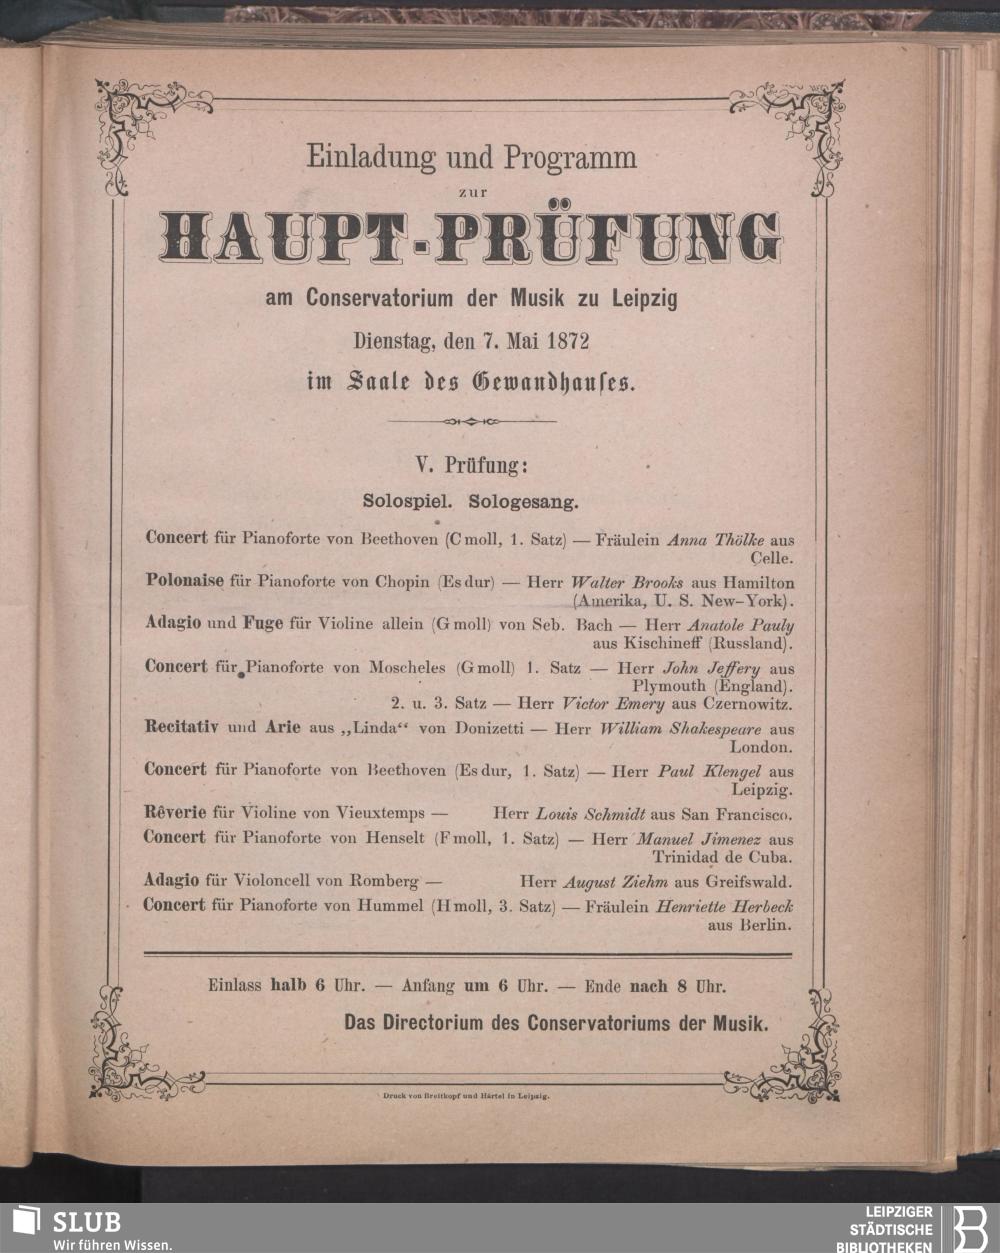 Einladung und Programm
zur
HAUPT-PRÜFUNG
am Conservatorium der Musik zu Leipzig
Dienstag, den 7. Mai 1872
im Saale des Gewandhauses.
V. Prüfung:
Solospiel. Sologesang.
Concert für Pianoforte von Beethoven (C moll, 1. Satz) — Fräulein Anna Thölke aus
Celle.
Polonaise für Pianoforte von Chopin (Es dur) — Herr Walter Brooks aus Hamilton
(Amerika, U. S. New-York).
Adagio und Fuge für Violine allein (G moll) von Seb. Bach — Herr Anatole Pauly
aus Kischineff (Russland).
Concert für Pianoforte von Moscheles (G moll) 1. Satz — Herr John Jeffery aus
Plymouth (England).
2. u. 3. Satz — Herr Victor Emery aus Czernowitz.
Recitativ und Arie aus „Linda“ von Donizetti — Herr William Shakespeare aus
London.
Concert für Pianoforte von Beethoven (Es dur, 1. Satz) — Herr Paul Klengel aus
Leipzig.
Rêverie für Violine von Vieuxtemps — Herr Louis Schmidt aus San Francisco.
Concert für Pianoforte von Henselt (F moll, 1. Satz) — Herr Manuel Jimenez aus
Trinidad de Cuba.
Adagio für Violoncell von Romberg — Herr August Ziehm aus Greifswald.
Concert für Pianoforte von Hummel (H moll, 3. Satz) — Fräulein Henriette Herbeck
aus Berlin.
Einlass halb 6 Uhr. — Anfang um 6 Uhr. — Ende nach 8 Uhr.
Das Directorium des Conservatoriums der Musik.
Druck von Breitkopf und Härtel in Leipzig.
SLUB
Wir führen Wissen.
LEIPZIGER
STÄDTISCHE
BIBLIOTHEKEN